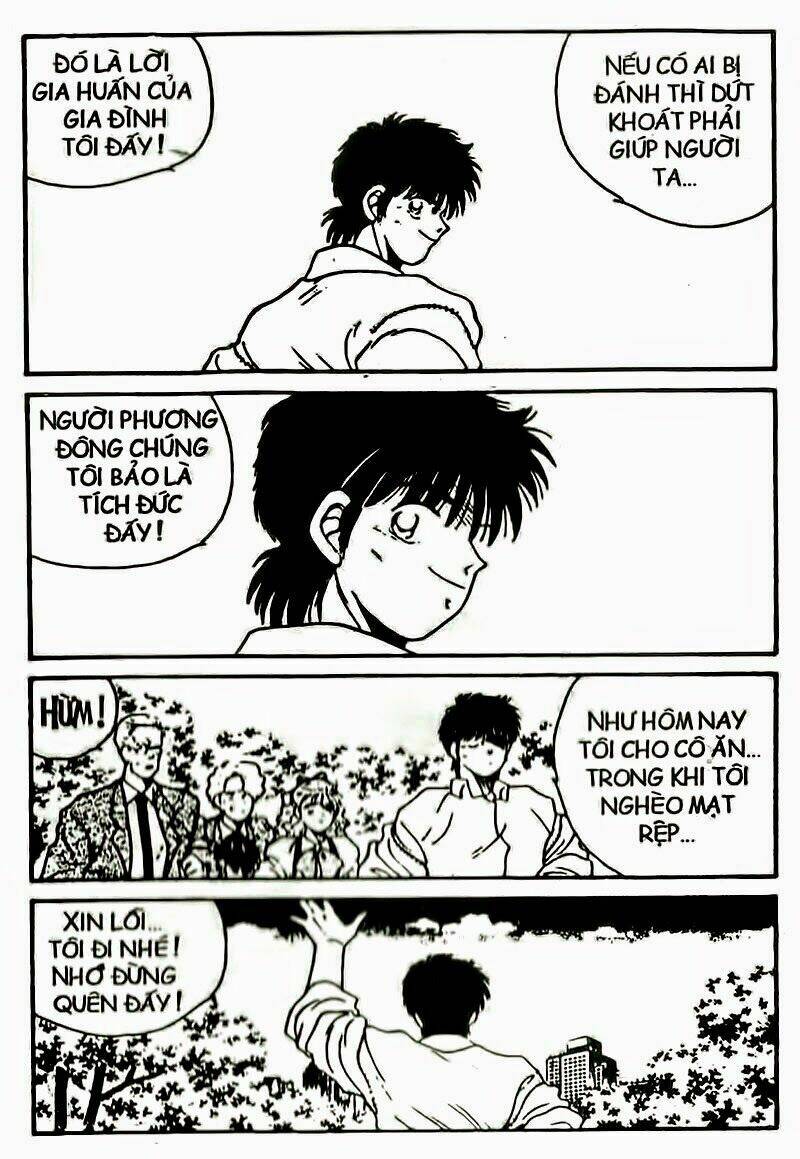 NẾU CÓ AI BỊ
ĐÁNH THÌ DỨT
KHOÁT PHẢI
GIÚP NGƯỜI
TA...
ĐÓ LÀ LỜI
GIA HUẤN CỦA
GIA ĐÌNH
TÔI ĐẤY!
NGƯỜI PHƯƠNG
ĐÔNG CHÚNG
TÔI BẢO LÀ
TÍCH ĐỨC
ĐẤY!
NHƯ HÔM NAY
TÔI CHO CÔ ĂN...
TRONG KHI TÔI
NGHÈO MẠT
RỆP...
HỪM!
XIN LỖI...
TÔI ĐI NHÉ!
NHỚ ĐỪNG
QUÊN ĐẤY!